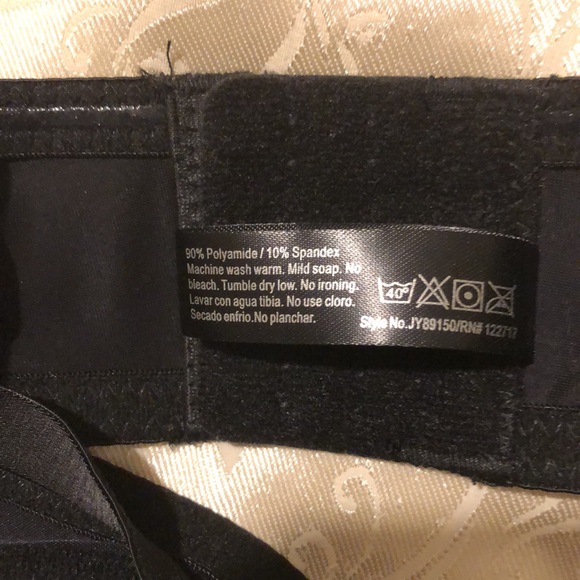 90% Polyamide / 10% Spandex
Machine wash warm. Mild soap. No
bleach. Tumble dry low. No ironing.
Lavar con agua tibia. No use cloro.
Secado enfrio.No planchar.
40°
Style No.JY89150/RN# 122717